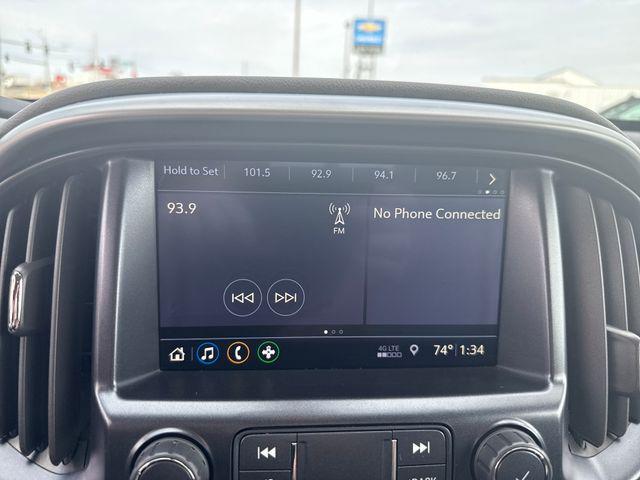 CHEVROLET
Hold to Set 101.5 92.9 94.1 96.7
93.9
FM
No Phone Connected
4G LTE
74° 1:34